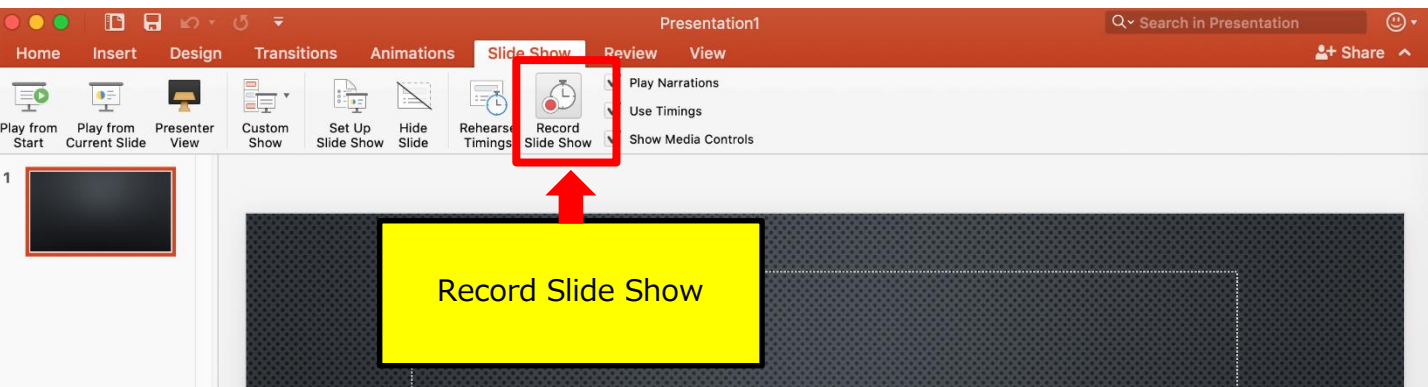 Presentation1
Search in Presentation
Home Insert Design Transitions Animations Slide Show Review View
Share
Play from Start
Play from Current Slide
Presenter View
Custom Show
Set Up Slide Show
Hide Slide
Rehearse Timings
Record Slide Show
Play Narrations
Use Timings
Show Media Controls
1
Record Slide Show